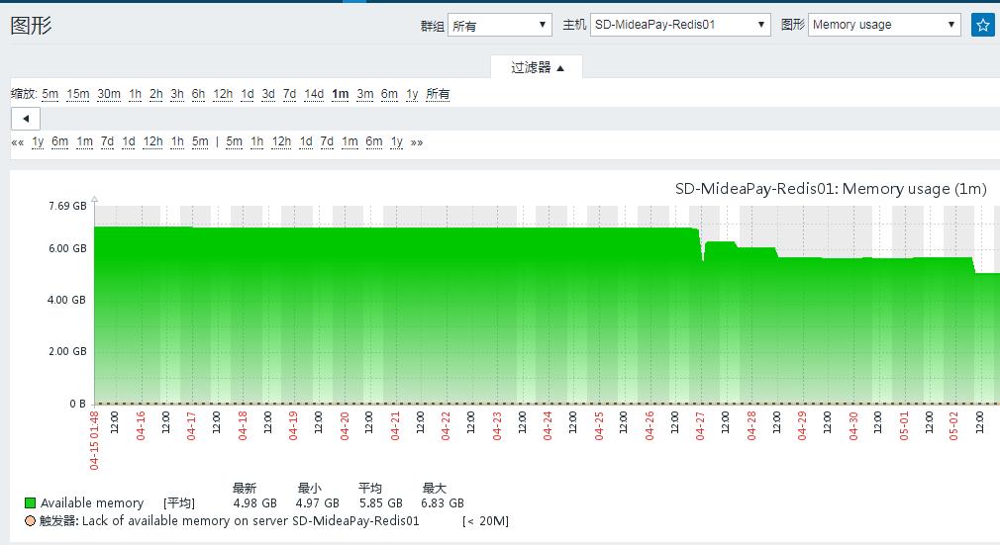 图形 群组 所有 主机 SD-MideaPay-Redis01 图形 Memory usage
过滤器
缩放: 5m 15m 30m 1h 2h 3h 6h 12h 1d 3d 7d 14d 1m 3m 6m 1y 所有
«« 1y 6m 1m 7d 1d 12h 1h 5m | 5m 1h 12h 1d 7d 1m 6m 1y »»
SD-MideaPay-Redis01: Memory usage (1m)
7.69 GB
6.00 GB
4.00 GB
2.00 GB
0 B
04-15 01:48 12:00 04-16 12:00 04-17 12:00 04-18 12:00 04-19 12:00 04-20 12:00 04-21 12:00 04-22 12:00 04-23 12:00 04-24 12:00 04-25 12:00 04-26 12:00 04-27 12:00 04-28 12:00 04-29 12:00 04-30 12:00 05-01 12:00 05-02 12:00
最新 最小 平均 最大
Available memory [平均] 4.98 GB 4.97 GB 5.85 GB 6.83 GB
触发器: Lack of available memory on server SD-MideaPay-Redis01 [< 20M]